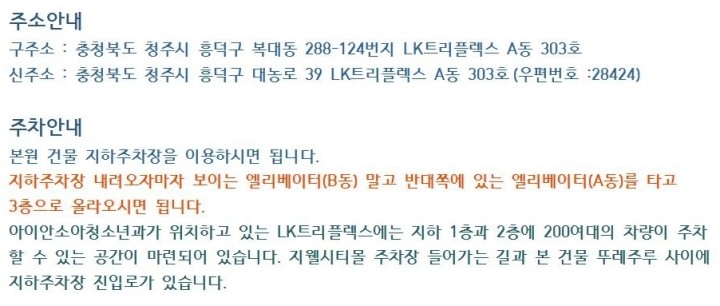 주소안내
구주소 : 충청북도 청주시 흥덕구 복대동 288-124번지 LK트리플렉스 A동 303호
신주소 : 충청북도 청주시 흥덕구 대농로 39 LK트리플렉스 A동 303호 (우편번호 :28424)
주차안내
본원 건물 지하주차장을 이용하시면 됩니다.
지하주차장 내려오자마자 보이는 엘리베이터(B동) 말고 반대쪽에 있는 엘리베이터(A동)를 타고
3층으로 올라오시면 됩니다.
아이안소아청소년과가 위치하고 있는 LK트리플렉스에는 지하 1층과 2층에 200여대의 차량이 주차
할 수 있는 공간이 마련되어 있습니다. 지웰시티몰 주차장 들어가는 길과 본 건물 뚜레주루 사이에
지하주차장 진입로가 있습니다.